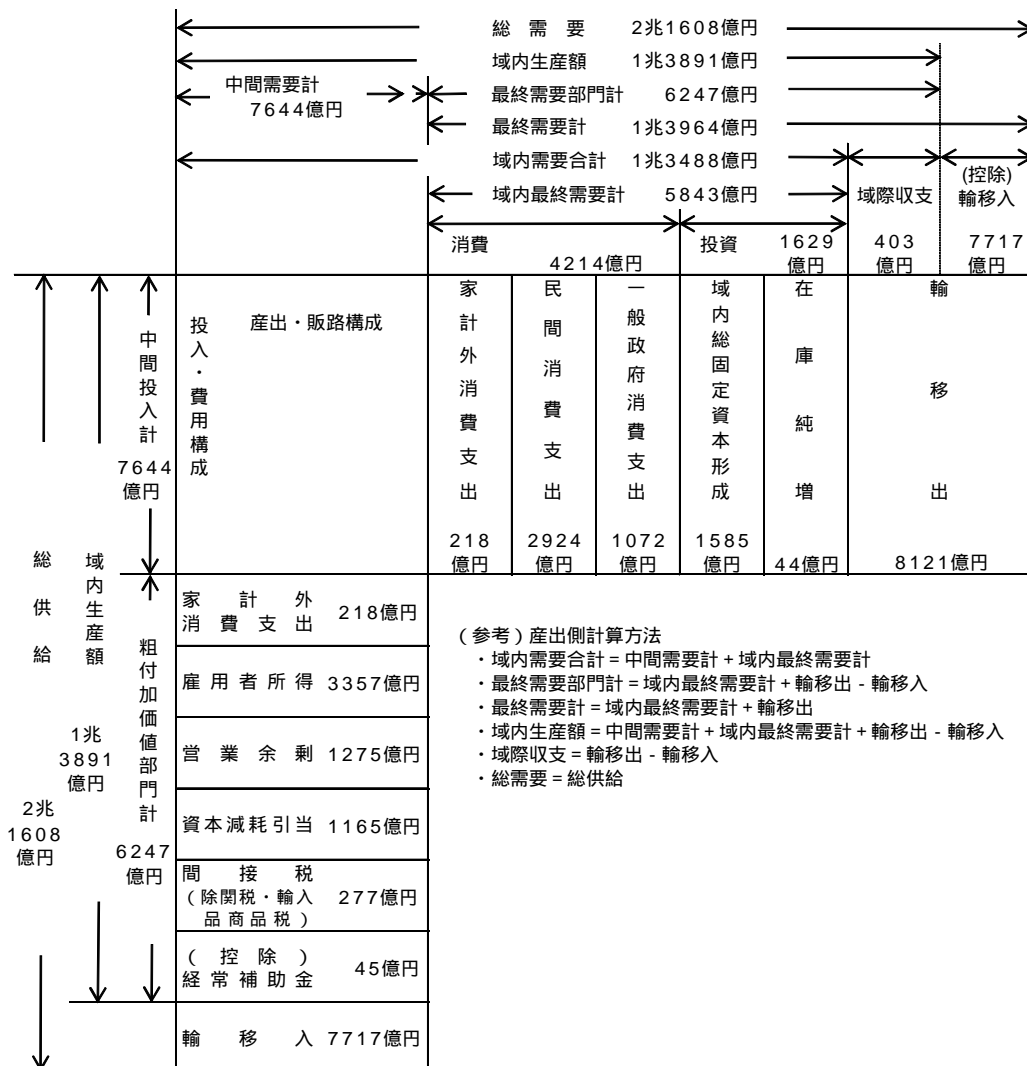 総需要 2兆1608億円
域内生産額 1兆3891億円
中間需要計
7644億円
最終需要部門計 6247億円
最終需要計 1兆3964億円
域内需要合計 1兆3488億円
域内最終需要計 5843億円
域際収支
(控除)
輸移入
消費
4214億円
投資
1629
億円
403
億円
7717
億円
投入・費用構成
産出・販路構成
家計外消費支出
218
億円
民間消費支出
2924
億円
一般政府消費支出
1072
億円
域内総固定資本形成
1585
億円
在庫純増
44億円
輸移出
8121億円
中間投入計
7644
億円
総供給
2兆
1608
億円
域内生産額
1兆
3891
億円
粗付加価値部門計
6247
億円
家計外
消費支出 218億円
雇用者所得 3357億円
営業余剰 1275億円
資本減耗引当 1165億円
間接税
(除関税・輸入
品商品税) 277億円
(控除)
経常補助金 45億円
輸移入 7717億円
(参考)産出側計算方法
・域内需要合計=中間需要計+域内最終需要計
・最終需要部門計=域内最終需要計+輸移出-輸移入
・最終需要計=域内最終需要計+輸移出
・域内生産額=中間需要計+域内最終需要計+輸移出-輸移入
・域際収支=輸移出-輸移入
・総需要=総供給